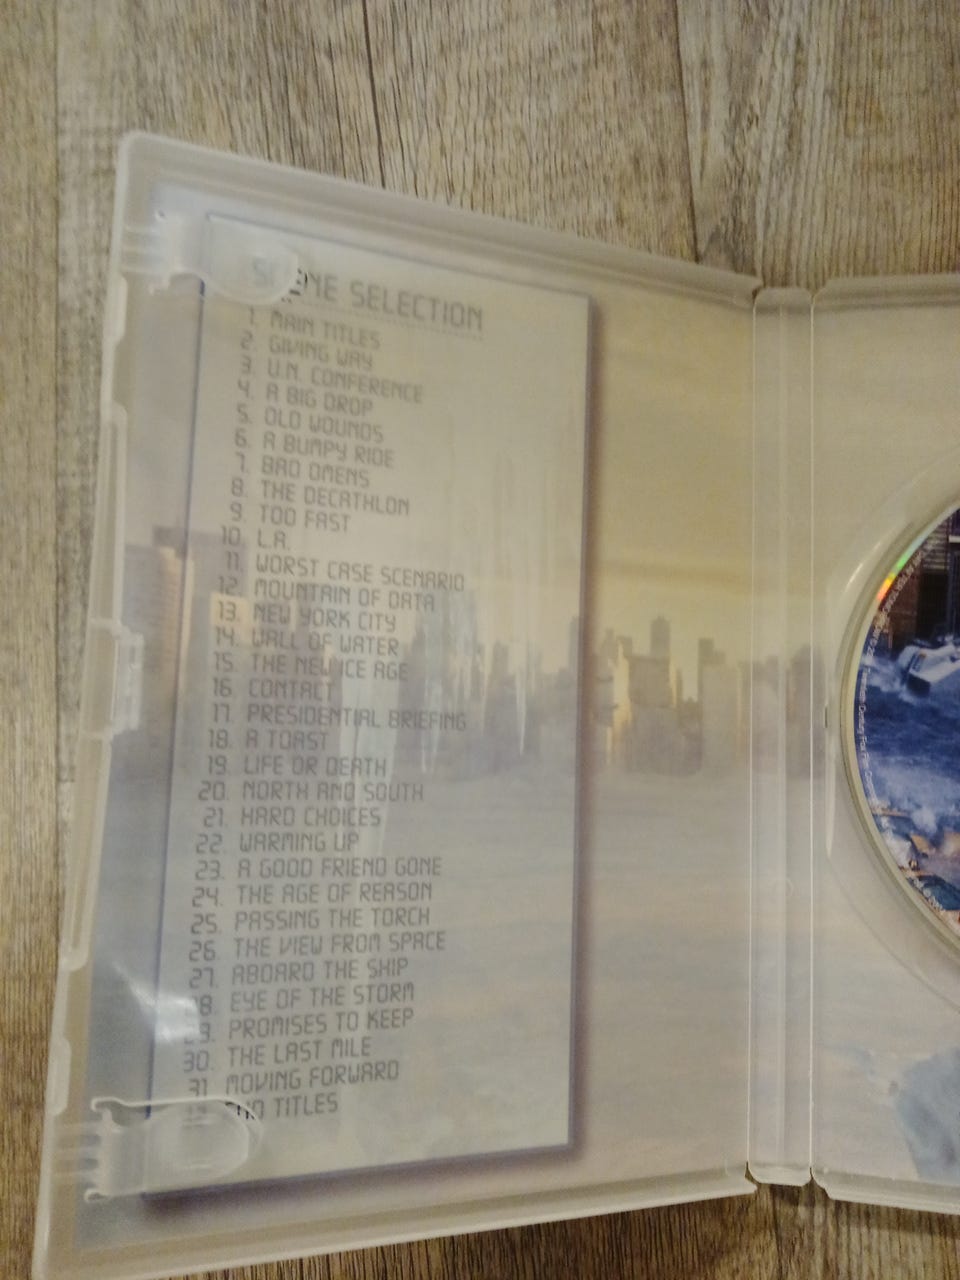 SCENE SELECTION
1. MAIN TITLES
2. GIVING WAY
3. U.N. CONFERENCE
4. A BIG DROP
5. OLD WOUNDS
6. A BUMPY RIDE
7. BAD OMENS
8. THE DECATHLON
9. TOO FAST
10. L.A.
11. WORST CASE SCENARIO
12. MOUNTAIN OF DATA
13. NEW YORK CITY
14. WALL OF WATER
15. THE NEW ICE AGE
16. CONTACT
17. PRESIDENTIAL BRIEFING
18. A TOAST
19. LIFE OR DEATH
20. NORTH AND SOUTH
21. HARD CHOICES
22. WARMING UP
23. A GOOD FRIEND GONE
24. THE AGE OF REASON
25. PASSING THE TORCH
26. THE VIEW FROM SPACE
27. ABOARD THE SHIP
28. EYE OF THE STORM
29. PROMISES TO KEEP
30. THE LAST MILE
31. MOVING FORWARD
END TITLES